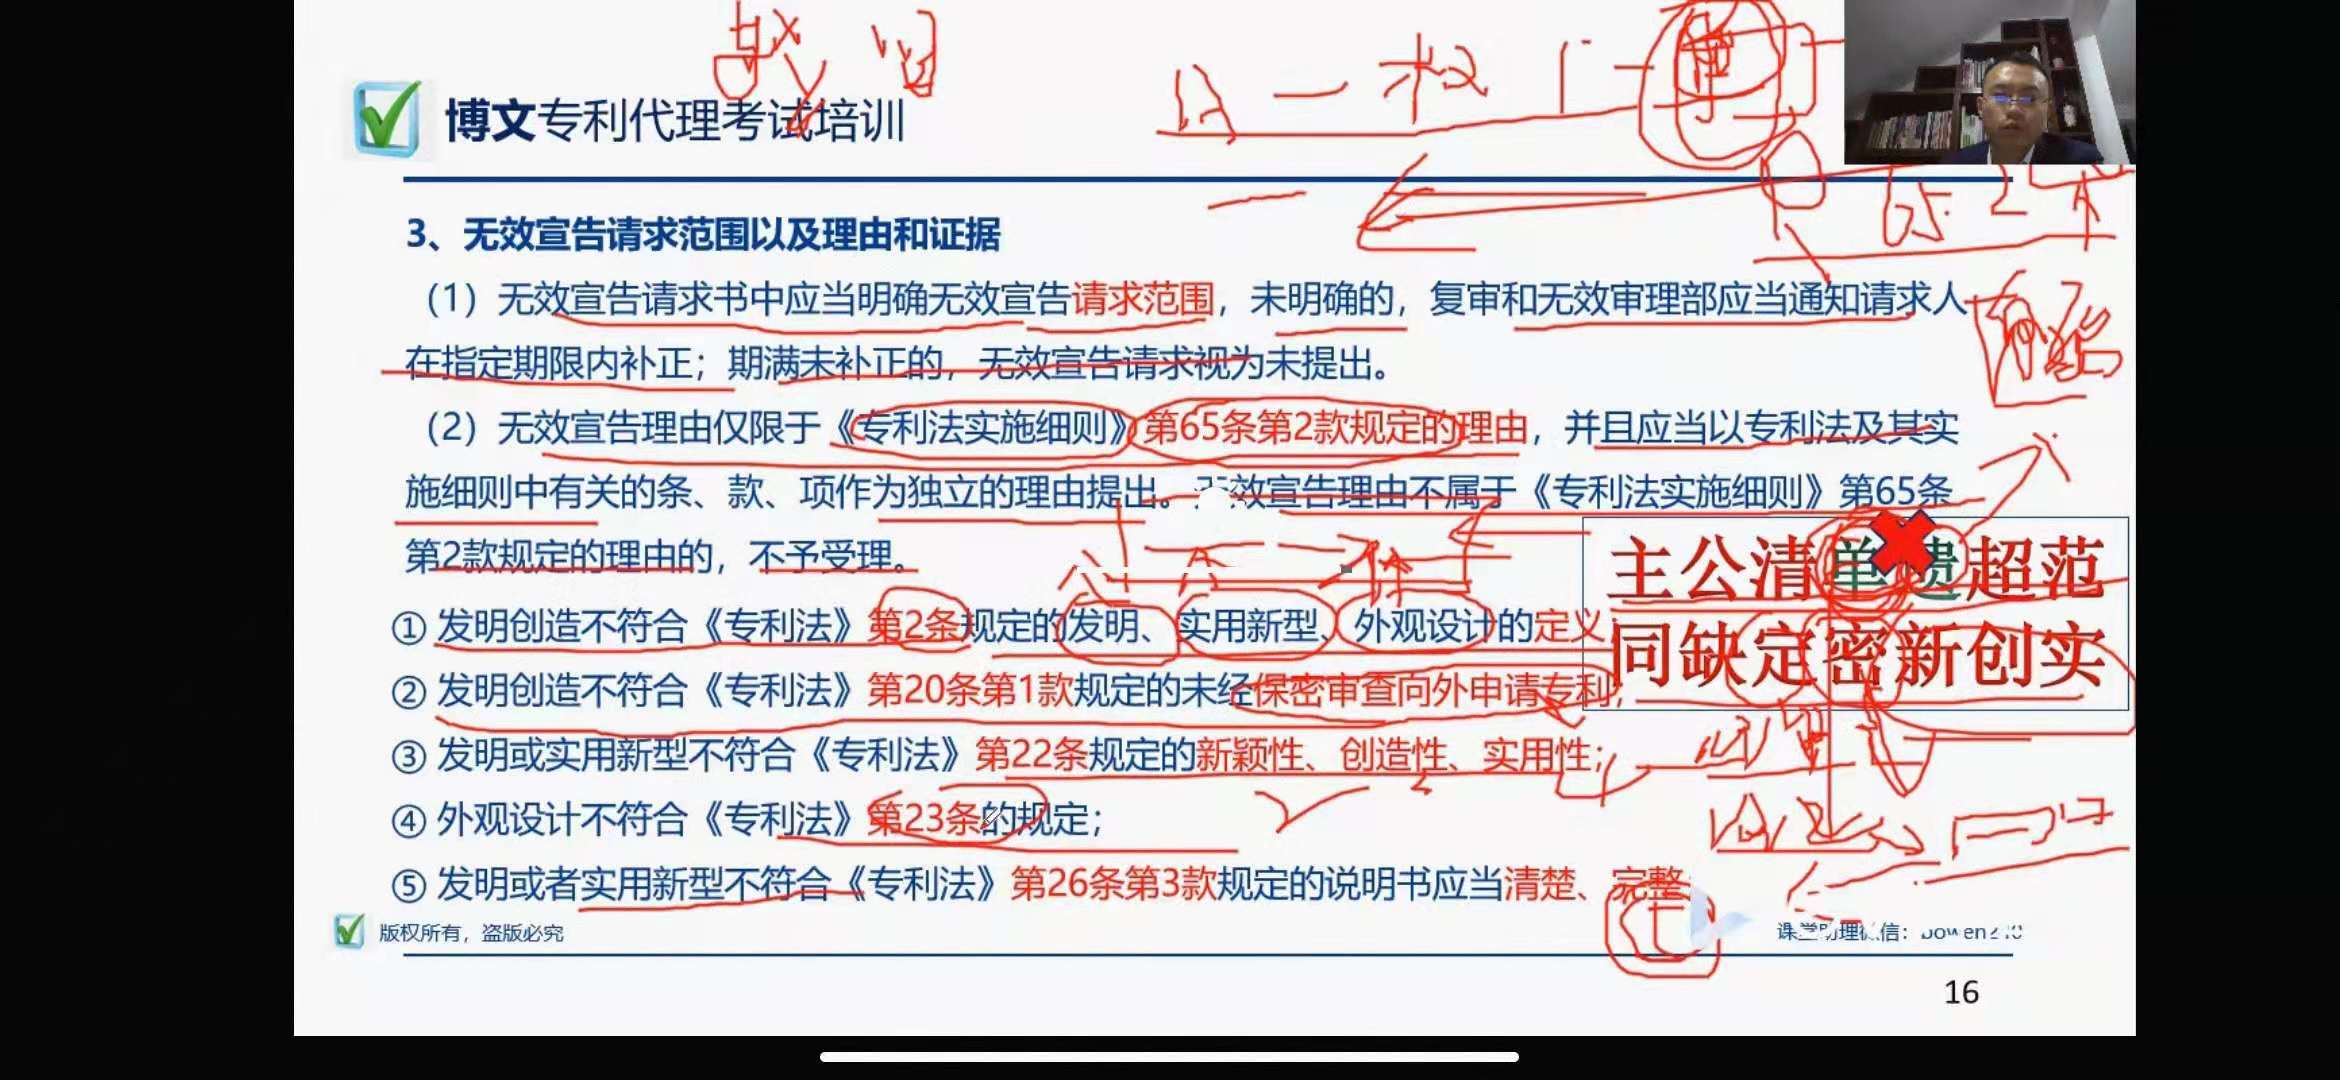 博文专利代理考试培训
3、无效宣告请求范围以及理由和证据
（1）无效宣告请求书中应当明确无效宣告请求范围，未明确的，复审和无效审理部应当通知请求人
在指定期限内补正；期满未补正的，无效宣告请求视为未提出。
（2）无效宣告理由仅限于《专利法实施细则》第65条第2款规定的理由，并且应当以专利法及其实
施细则中有关的条、款、项作为独立的理由提出。无效宣告理由不属于《专利法实施细则》第65条
第2款规定的理由的，不予受理。
主公清单遗超范
同缺定密新创实
① 发明创造不符合《专利法》第2条规定的发明、实用新型、外观设计的定义；
② 发明创造不符合《专利法》第20条第1款规定的未经保密审查向外申请专利；
③ 发明或实用新型不符合《专利法》第22条规定的新颖性、创造性、实用性；
④ 外观设计不符合《专利法》第23条的规定；
⑤ 发明或者实用新型不符合《专利法》第26条第3款规定的说明书应当清楚、完整
版权所有，盗版必究
课堂助理微信：bowen210
16